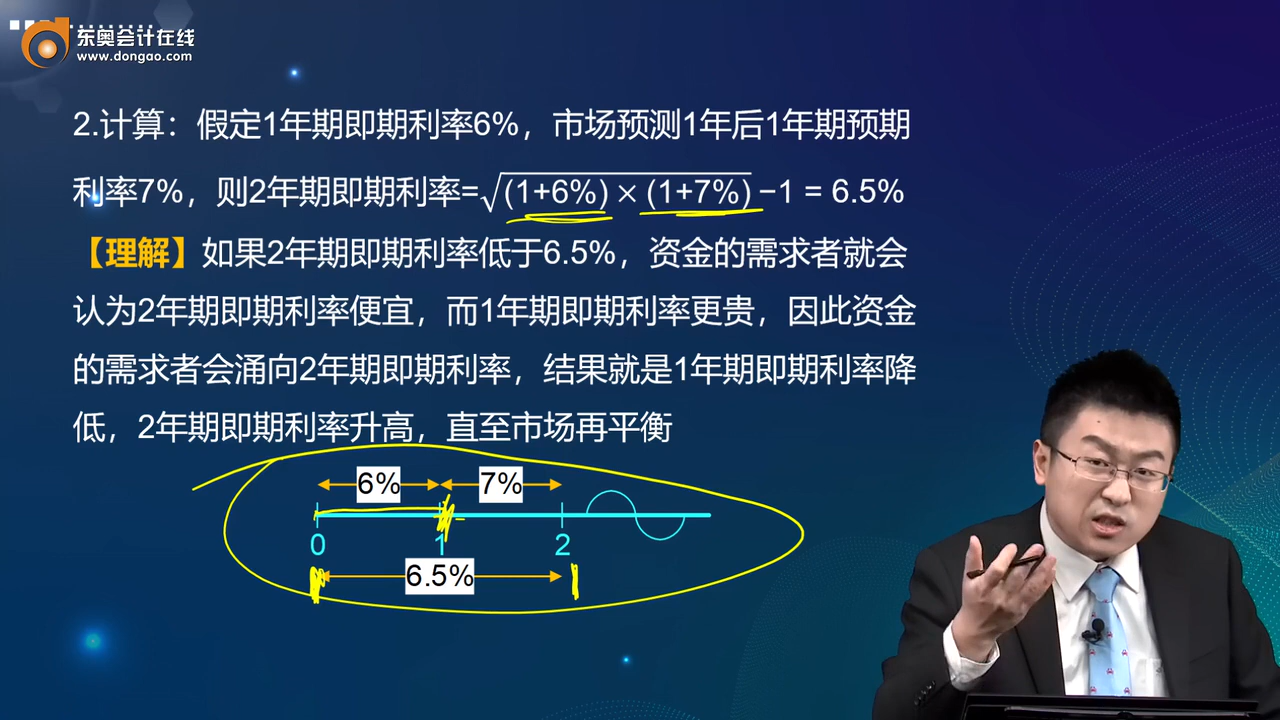 东奥会计在线
www.dongao.com
2.计算：假定1年期即期利率6%，市场预测1年后1年期预期
利率7%，则2年期即期利率=√(1+6%)×(1+7%)−1 = 6.5%
【理解】如果2年期即期利率低于6.5%，资金的需求者就会
认为2年期即期利率便宜，而1年期即期利率更贵，因此资金
的需求者会涌向2年期即期利率，结果就是1年期即期利率降
低，2年期即期利率升高，直至市场再平衡
6% 7%
0 1 2
6.5%